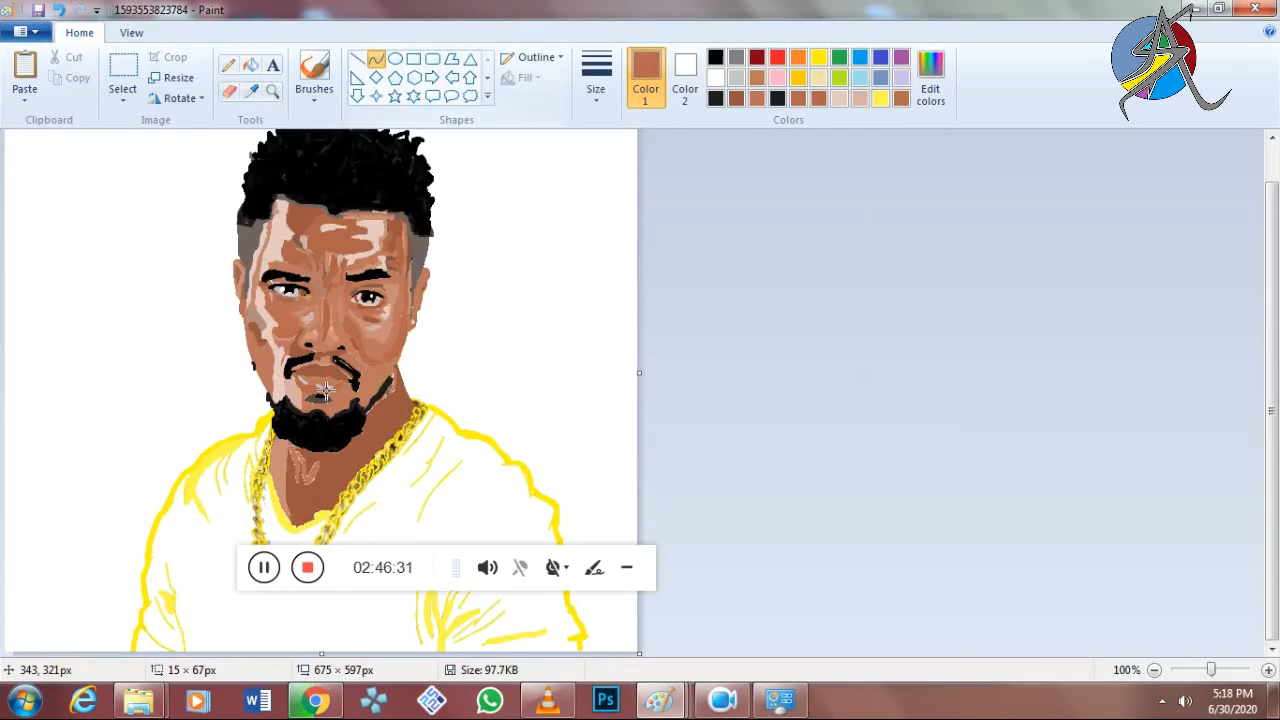 1593553823784 - Paint
Home
View
Paste
Cut
Copy
Select
Crop
Resize
Rotate
A
Brushes
Outline
Fill
Size
Color 1
Color 2
Edit colors
Clipboard
Image
Tools
Shapes
Colors
02:46:31
343, 321px
15 × 67px
675 × 597px
Size: 97.7KB
100%
W
Ps
5:18 PM
6/30/2020